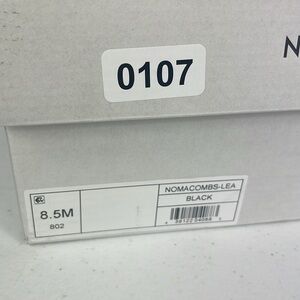 0107
N
NOMACOMBS-LEA
8.5M
BLACK
802